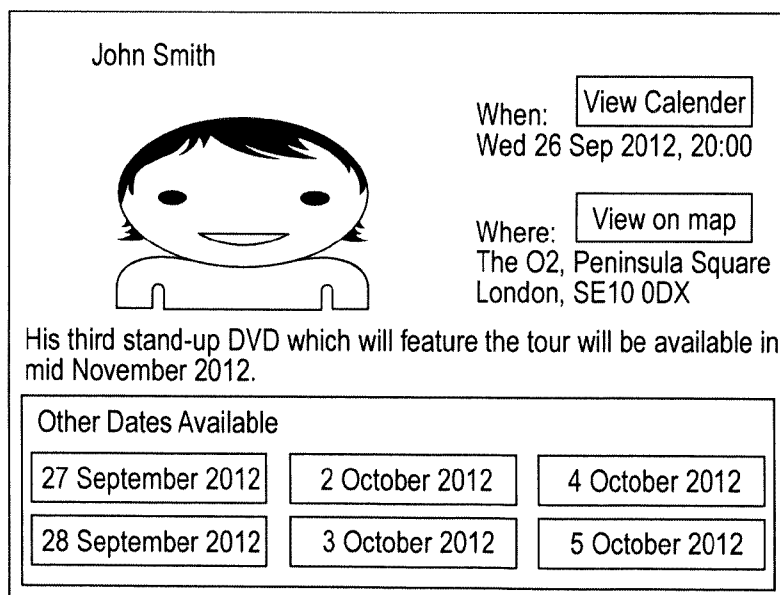 John Smith
When: View Calender
Wed 26 Sep 2012, 20:00
Where: View on map
The O2, Peninsula Square
London, SE10 0DX
His third stand-up DVD which will feature the tour will be available in
mid November 2012.
Other Dates Available
27 September 2012 2 October 2012 4 October 2012
28 September 2012 3 October 2012 5 October 2012